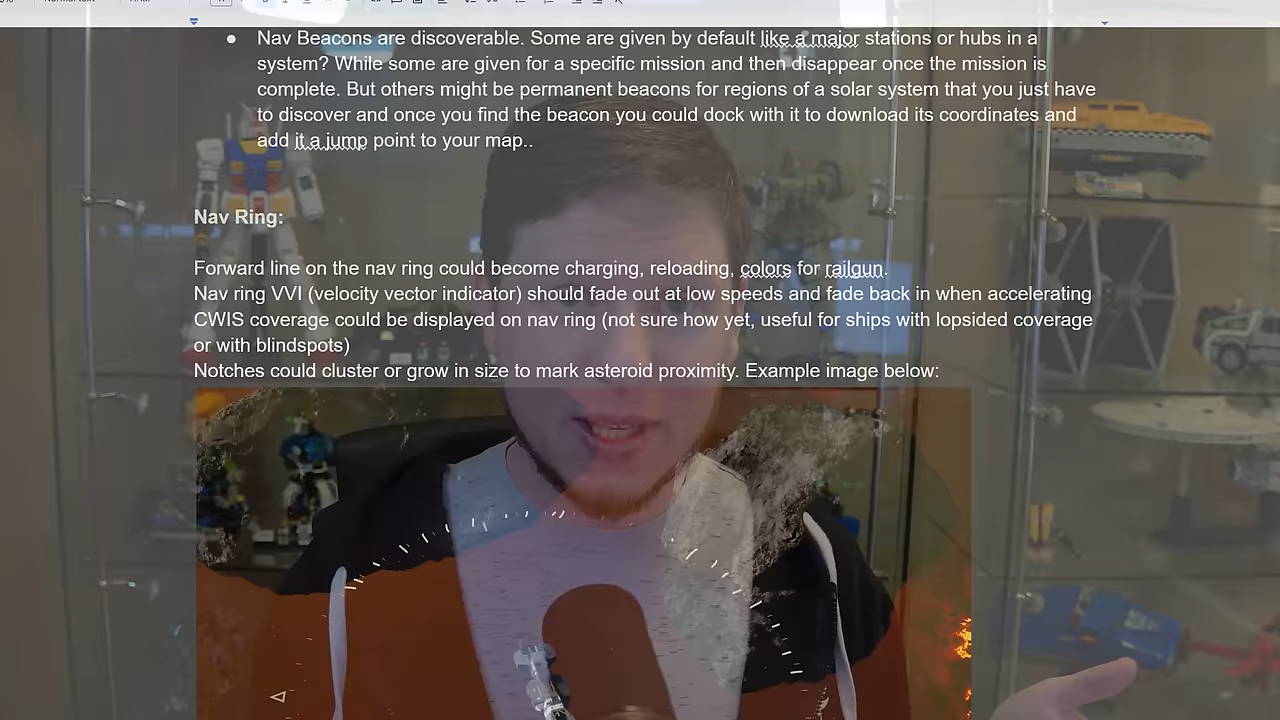 Nav Beacons are discoverable. Some are given by default like a major stations or hubs in a
system? While some are given for a specific mission and then disappear once the mission is
complete. But others might be permanent beacons for regions of a solar system that you just have
to discover and once you find the beacon you could dock with it to download its coordinates and
add it a jump point to your map..
Nav Ring:
Forward line on the nav ring could become charging, reloading, colors for railgun.
Nav ring VVI (velocity vector indicator) should fade out at low speeds and fade back in when accelerating
CWIS coverage could be displayed on nav ring (not sure how yet, useful for ships with lopsided coverage
or with blindspots)
Notches could cluster or grow in size to mark asteroid proximity. Example image below: